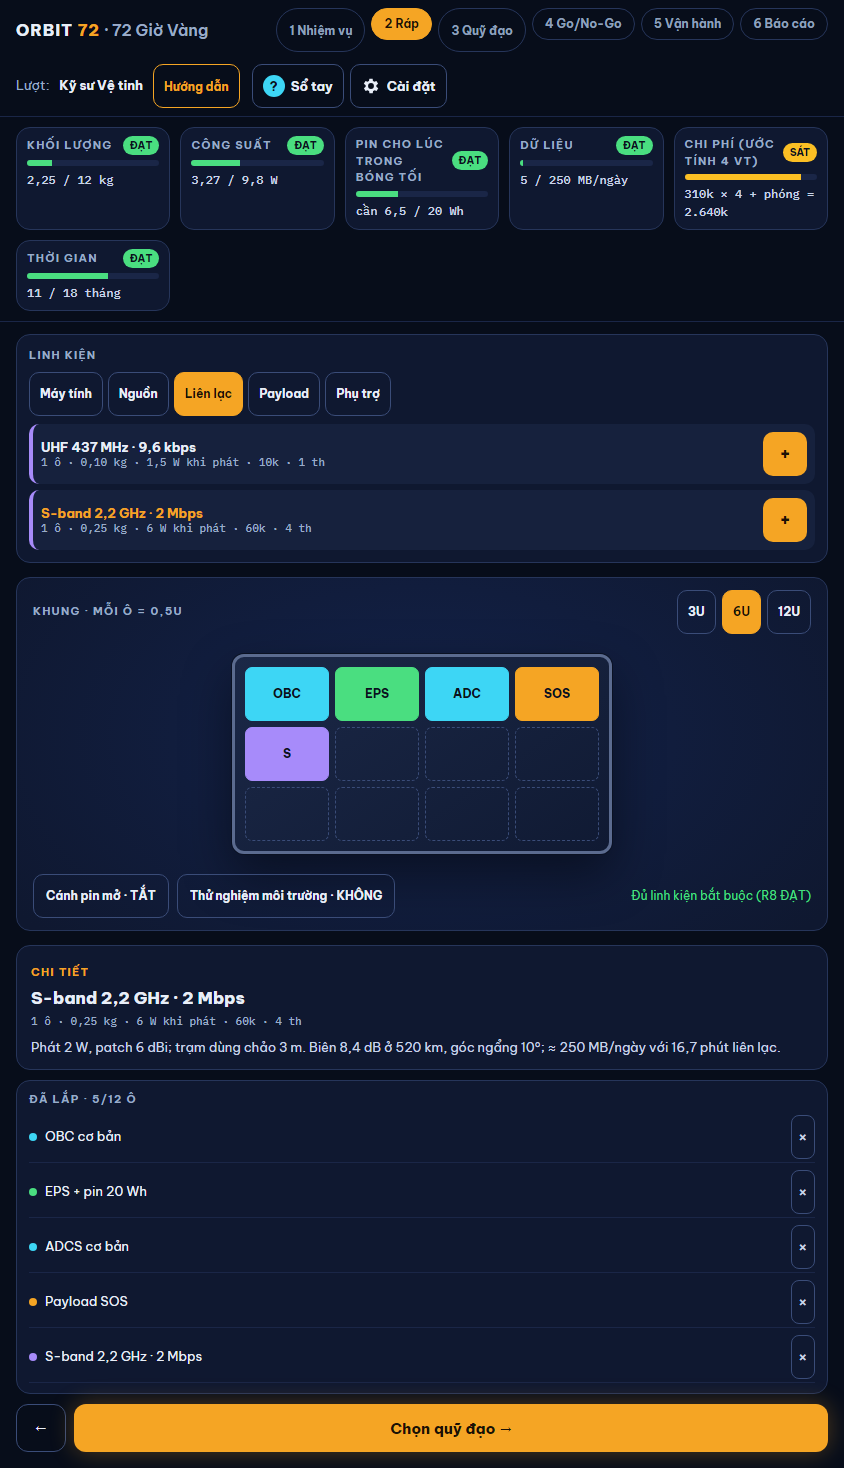 ORBIT 72 · 72 Giờ Vàng
1 Nhiệm vụ
2 Ráp
3 Quỹ đạo
4 Go/No-Go
5 Vận hành
6 Báo cáo
Lượt: Kỹ sư Vệ tinh
Hướng dẫn
? Sổ tay
Cài đặt
KHỐI LƯỢNG ĐẠT
2,25 / 12 kg
CÔNG SUẤT ĐẠT
3,27 / 9,8 W
PIN CHO LÚC
TRONG
BÓNG TỐI
ĐẠT
cần 6,5 / 20 Wh
DỮ LIỆU ĐẠT
5 / 250 MB/ngày
CHI PHÍ (ƯỚC
TÍNH 4 VT)
SÁT
310k × 4 + phóng =
2.640k
THỜI GIAN ĐẠT
11 / 18 tháng
LINH KIỆN
Máy tính
Nguồn
Liên lạc
Payload
Phụ trợ
UHF 437 MHz · 9,6 kbps
1 ô · 0,10 kg · 1,5 W khi phát · 10k · 1 th
+
S-band 2,2 GHz · 2 Mbps
1 ô · 0,25 kg · 6 W khi phát · 60k · 4 th
+
KHUNG · MỖI Ô = 0,5U
3U
6U
12U
OBC
EPS
ADC
SOS
S
Cánh pin mở · TẮT
Thử nghiệm môi trường · KHÔNG
Đủ linh kiện bắt buộc (R8 ĐẠT)
CHI TIẾT
S-band 2,2 GHz · 2 Mbps
1 ô · 0,25 kg · 6 W khi phát · 60k · 4 th
Phát 2 W, patch 6 dBi; trạm dùng chảo 3 m. Biên 8,4 dB ở 520 km, góc ngẩng 10°; ≈ 250 MB/ngày với 16,7 phút liên lạc.
ĐÃ LẮP · 5/12 Ô
OBC cơ bản ×
EPS + pin 20 Wh ×
ADCS cơ bản ×
Payload SOS ×
S-band 2,2 GHz · 2 Mbps ×
←
Chọn quỹ đạo →